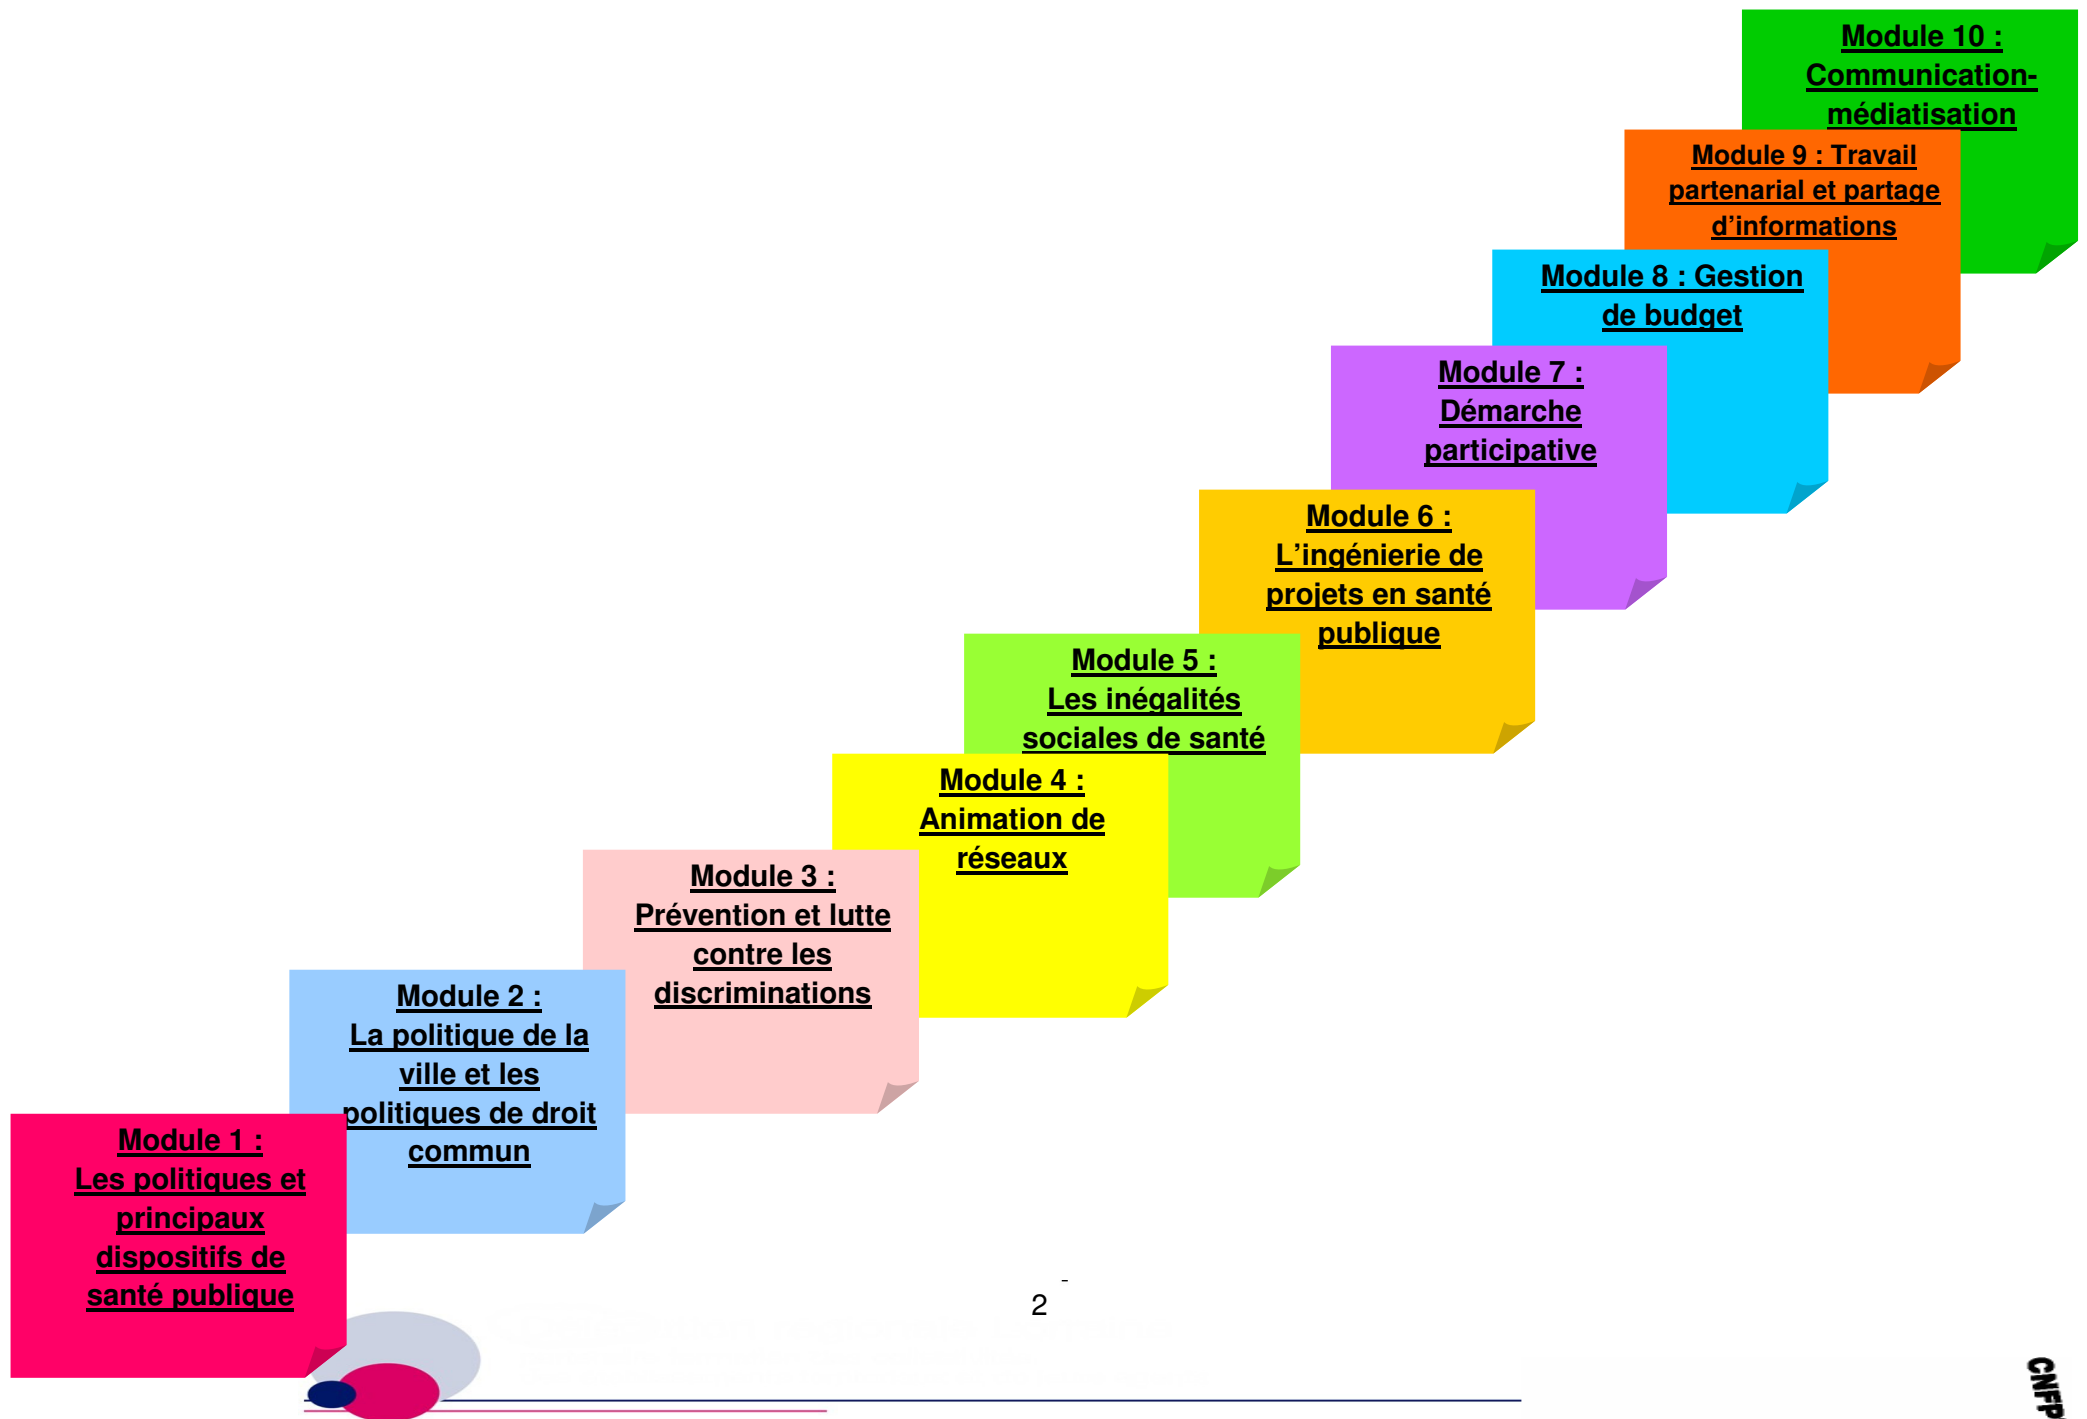 Module 10 :
Communication-
médiatisation
Module 9 : Travail
partenarial et partage
d’informations
Module 8 : Gestion
de budget
Module 7 :
Démarche
participative
Module 6 :
L’ingénierie de
projets en santé
publique
Module 5 :
Les inégalités
sociales de santé
Module 4 :
Animation de
réseaux
Module 3 :
Prévention et lutte
contre les
discriminations
Module 2 :
La politique de la
ville et les
politiques de droit
commun
Module 1 :
Les politiques et
principaux
dispositifs de
santé publique
-
2
CNFP